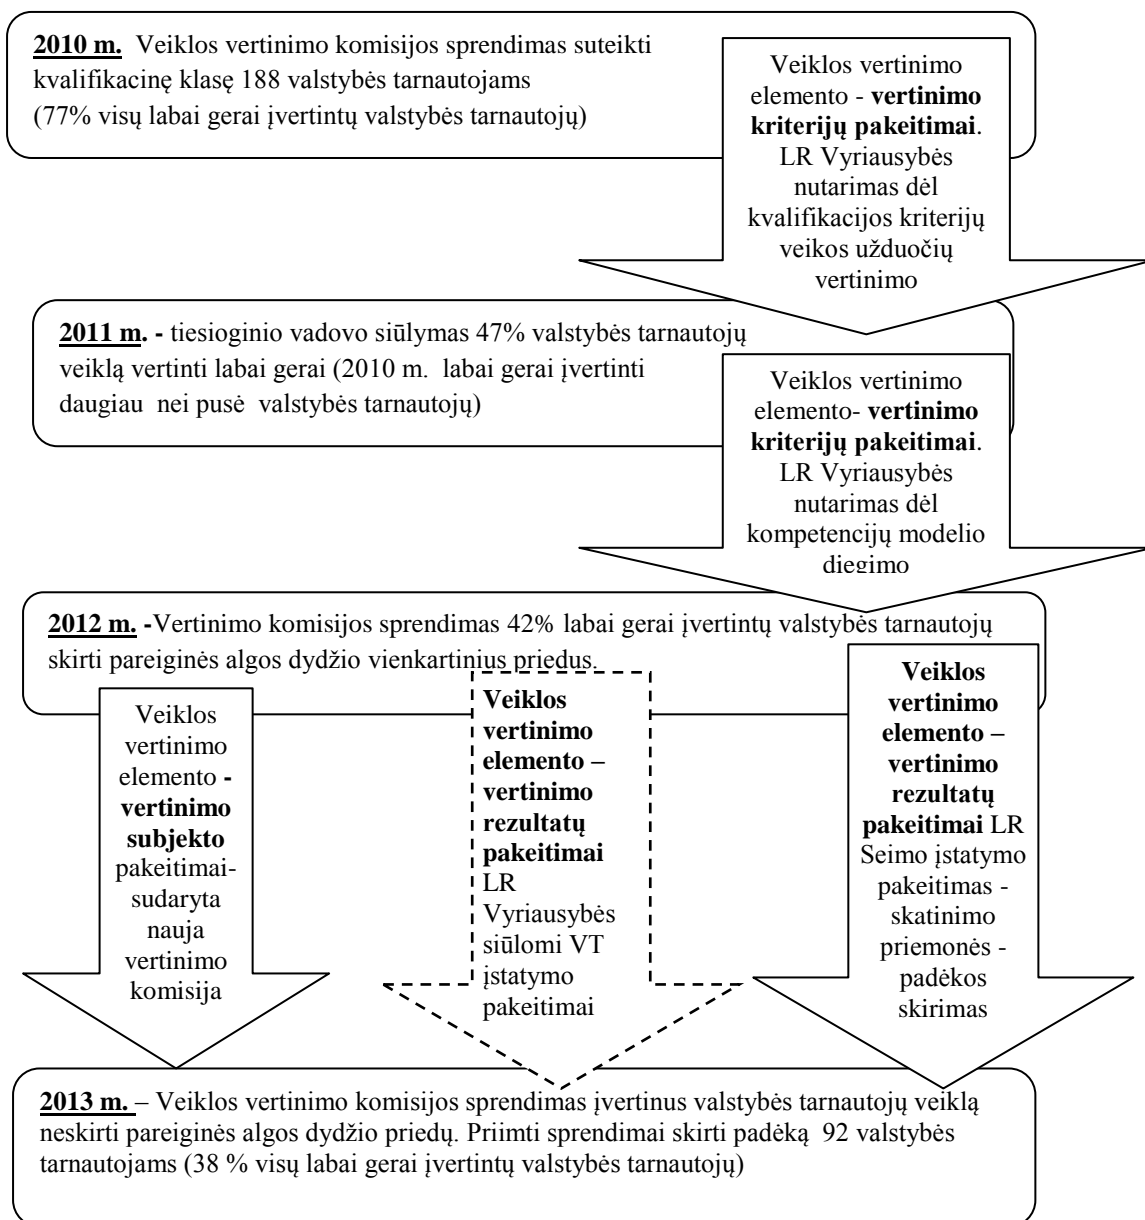 2010 m.  Veiklos vertinimo komisijos sprendimas suteikti
kvalifikacinę klasę 188 valstybės tarnautojams
(77% visų labai gerai įvertintų valstybės tarnautojų)
Veiklos vertinimo
elemento - vertinimo
kriterijų pakeitimai.
LR Vyriausybės
nutarimas dėl
kvalifikacijos kriterijų
veikos užduočių
vertinimo
2011 m. - tiesioginio vadovo siūlymas 47% valstybės tarnautojų
veiklą vertinti labai gerai (2010 m.  labai gerai įvertinti
daugiau  nei pusė  valstybės tarnautojų)
Veiklos vertinimo
elemento- vertinimo
kriterijų pakeitimai.
LR Vyriausybės
nutarimas dėl
kompetencijų modelio
diegimo
2012 m. -Vertinimo komisijos sprendimas 42% labai gerai įvertintų valstybės tarnautojų
skirti pareiginės algos dydžio vienkartinius priedus.
Veiklos
vertinimo
elemento -
vertinimo
subjekto
pakeitimai-
sudaryta
nauja
vertinimo
komisija
Veiklos
vertinimo
elemento –
vertinimo
rezultatų
pakeitimai
LR
Vyriausybės
siūlomi VT
įstatymo
pakeitimai
Veiklos
vertinimo
elemento –
vertinimo
rezultatų
pakeitimai LR
Seimo įstatymo
pakeitimas -
skatinimo
priemonės -
padėkos
skirimas
2013 m. – Veiklos vertinimo komisijos sprendimas įvertinus valstybės tarnautojų veiklą
neskirti pareiginės algos dydžio priedų. Priimti sprendimai skirti padėką  92 valstybės
tarnautojams (38 % visų labai gerai įvertintų valstybės tarnautojų)